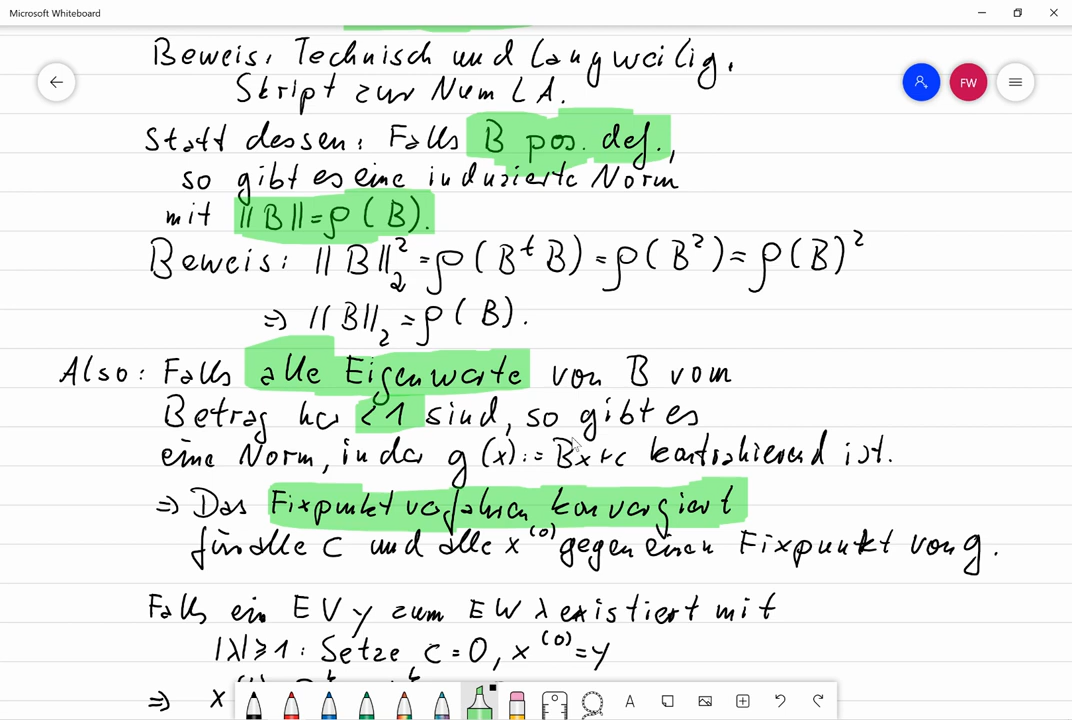 Microsoft Whiteboard
Beweis: Technisch und langweilig.
Skript zur Num LA.
FW
Statt dessen: Falls B pos. def.,
so gibt es eine induzierte Norm
mit ||B|| = ρ(B).
Beweis: ||B||₂² = ρ(BᵗB) = ρ(B²) = ρ(B)²
⇒ ||B||₂ = ρ(B).
Also: Falls alle Eigenwerte von B vom
Betrag her < 1 sind, so gibt es
eine Norm, in der g(x) := Bx+c kontrahierend ist.
⇒ Das Fixpunktverfahren konvergiert
für alle c und alle x⁽⁰⁾ gegen einen Fixpunkt von g.
Falls ein EV y zum EW λ existiert mit
|λ| ≥ 1: Setze c = 0, x⁽⁰⁾ = y
⇒ x
A